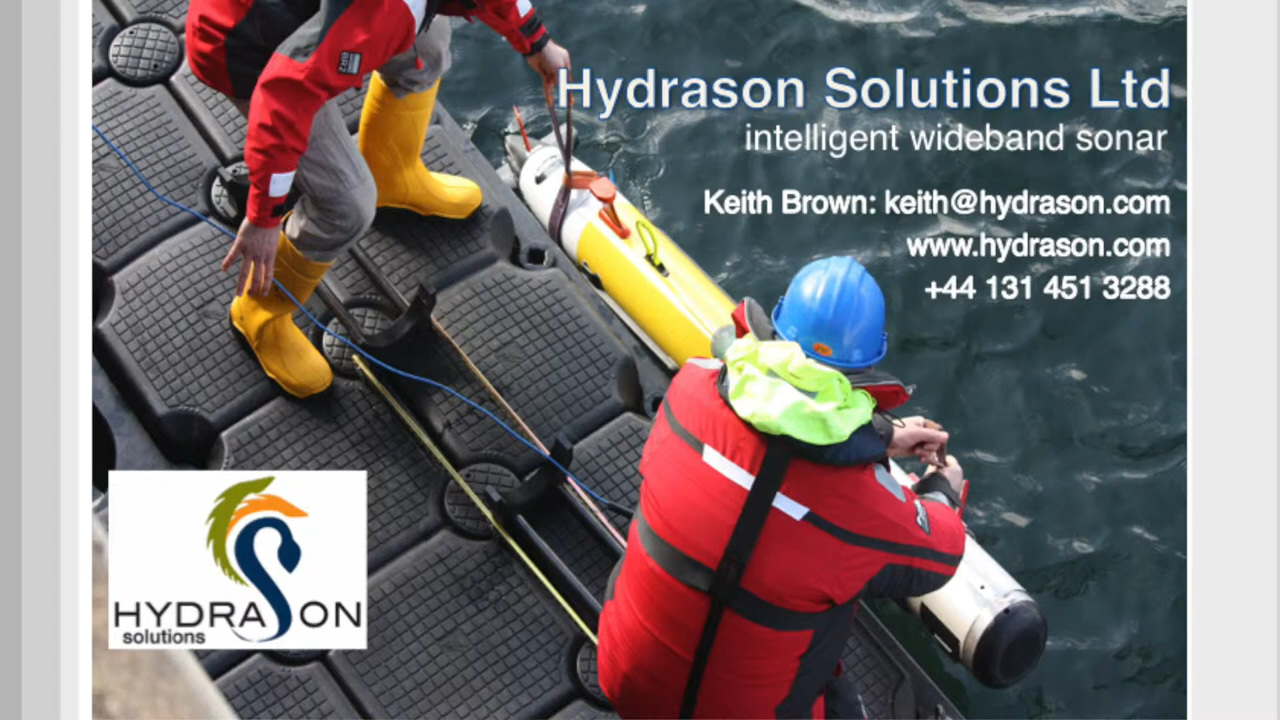 Hydrason Solutions Ltd
intelligent wideband sonar
Keith Brown: keith@hydrason.com
www.hydrason.com
+44 131 451 3288
HYDRASON
solutions